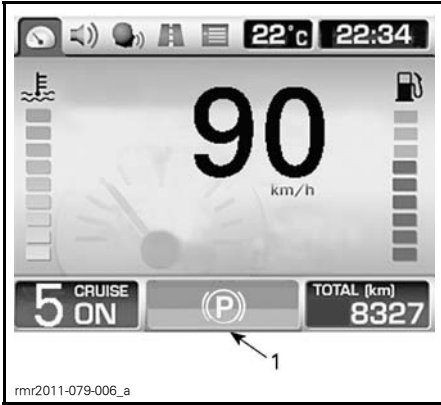 22°c 22:34
90
km/h
5 CRUISE ON
(P)
TOTAL (km)
8327
1
rmr2011-079-006_a